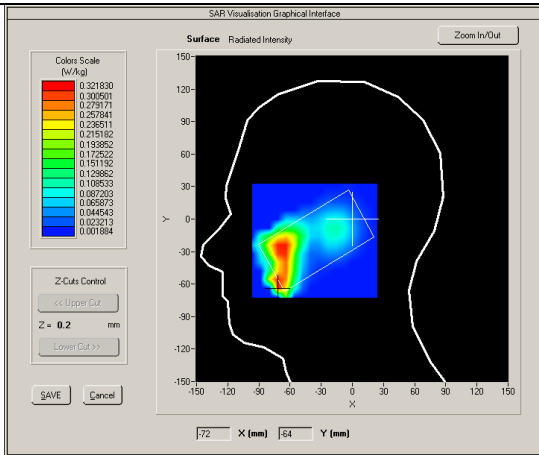 SAR Visualisation Graphical Interface
Surface Radiated Intensity
Zoom In/Out
Colors Scale
(W/kg)
0.321830
0.300501
0.279171
0.257841
0.236511
0.215182
0.193852
0.172522
0.151192
0.129862
0.108533
0.087203
0.065873
0.044543
0.023213
0.001884
Z-Cuts Control
<< Upper Cut
Z = 0.2 mm
Lower Cut >>
SAVE Cancel
150
120
90
60
30
0
-30
-60
-90
-120
-150
Y
-150 -120 -90 -60 -30 0 30 60 90 120 150
X
-72 X (mm) -64 Y (mm)